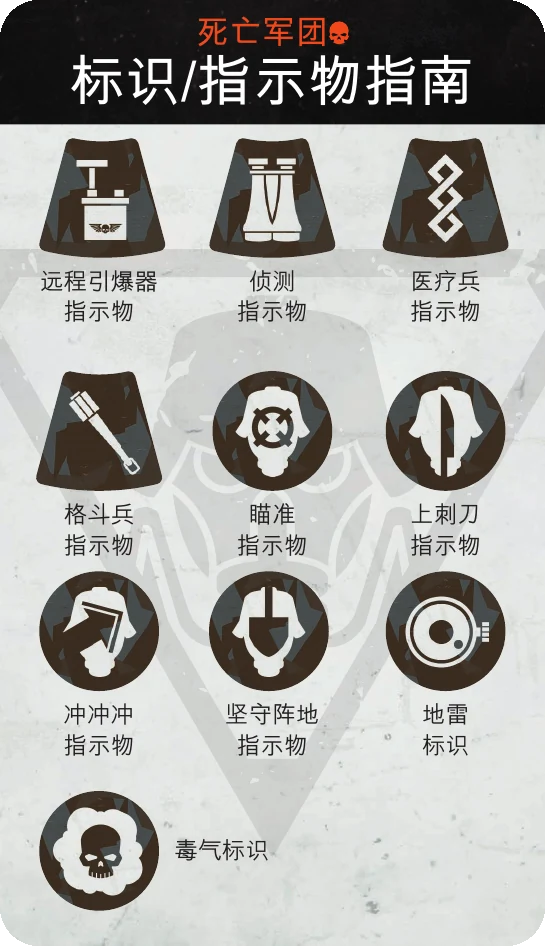 死亡军团
标识/指示物指南
远程引爆器
指示物
侦测
指示物
医疗兵
指示物
格斗兵
指示物
瞄准
指示物
上刺刀
指示物
冲冲冲
指示物
坚守阵地
指示物
地雷
标识
毒气标识